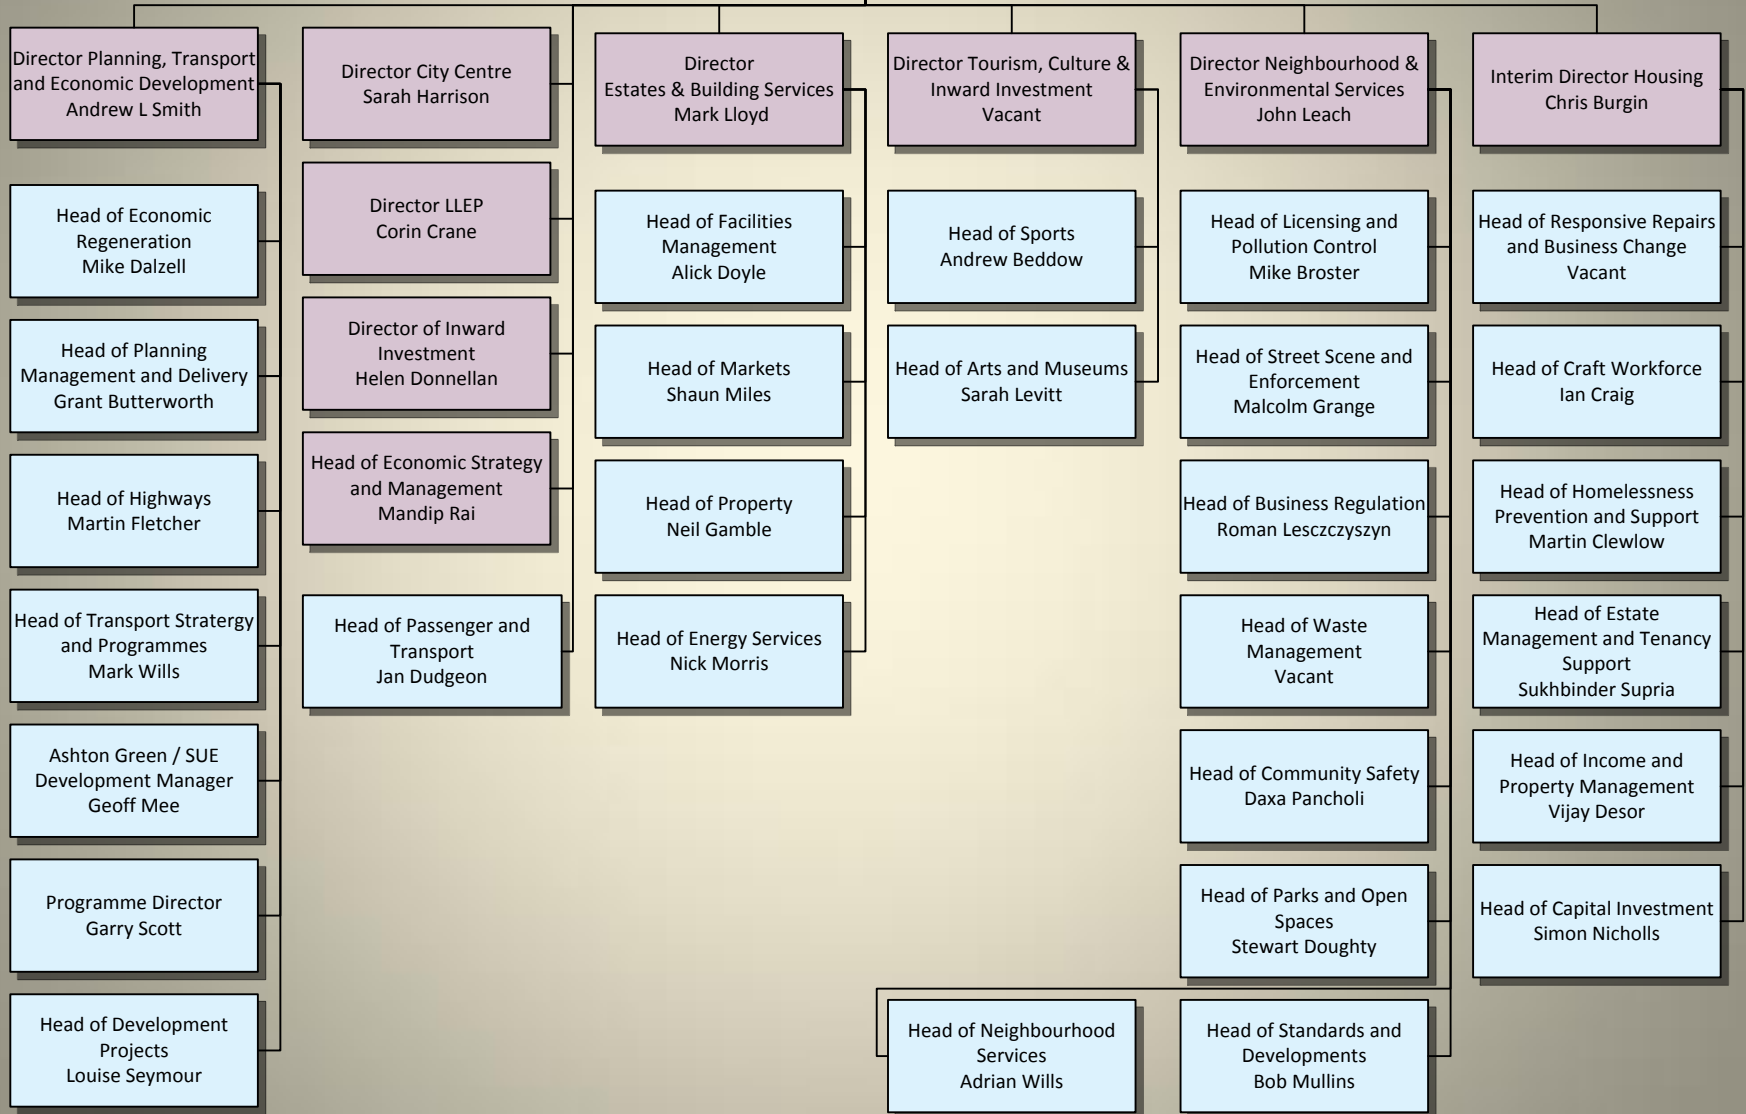 Director Planning, Transport
and Economic Development
Andrew L Smith
Head of Economic
Regeneration
Mike Dalzell
Head of Planning
Management and Delivery
Grant Butterworth
Head of Highways
Martin Fletcher
Head of Transport Stratergy
and Programmes
Mark Wills
Ashton Green / SUE
Development Manager
Geoff Mee
Programme Director
Garry Scott
Head of Development
Projects
Louise Seymour
Director City Centre
Sarah Harrison
Director LLEP
Corin Crane
Director of Inward
Investment
Helen Donnellan
Head of Economic Strategy
and Management
Mandip Rai
Head of Passenger and
Transport
Jan Dudgeon
Director
Estates & Building Services
Mark Lloyd
Head of Facilities
Management
Alick Doyle
Head of Markets
Shaun Miles
Head of Property
Neil Gamble
Head of Energy Services
Nick Morris
Director Tourism, Culture &
Inward Investment
Vacant
Head of Sports
Andrew Beddow
Head of Arts and Museums
Sarah Levitt
Director Neighbourhood &
Environmental Services
John Leach
Head of Licensing and
Pollution Control
Mike Broster
Head of Street Scene and
Enforcement
Malcolm Grange
Head of Business Regulation
Roman Lesczczyszyn
Head of Waste
Management
Vacant
Head of Community Safety
Daxa Pancholi
Head of Parks and Open
Spaces
Stewart Doughty
Head of Neighbourhood
Services
Adrian Wills
Head of Standards and
Developments
Bob Mullins
Interim Director Housing
Chris Burgin
Head of Responsive Repairs
and Business Change
Vacant
Head of Craft Workforce
Ian Craig
Head of Homelessness
Prevention and Support
Martin Clewlow
Head of Estate
Management and Tenancy
Support
Sukhbinder Supria
Head of Income and
Property Management
Vijay Desor
Head of Capital Investment
Simon Nicholls